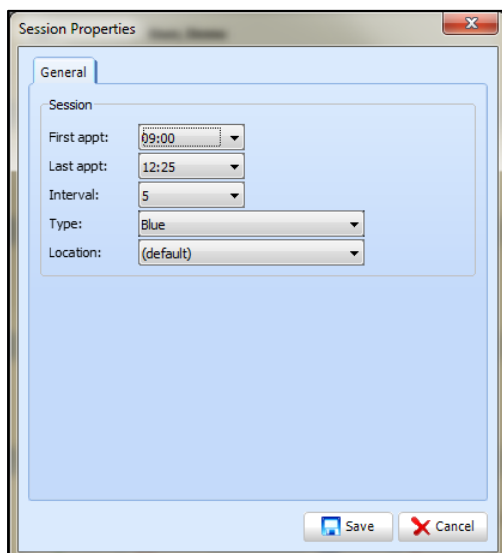 Session Properties
General
Session
First appt: 09:00
Last appt: 12:25
Interval: 5
Type: Blue
Location: (default)
Save Cancel